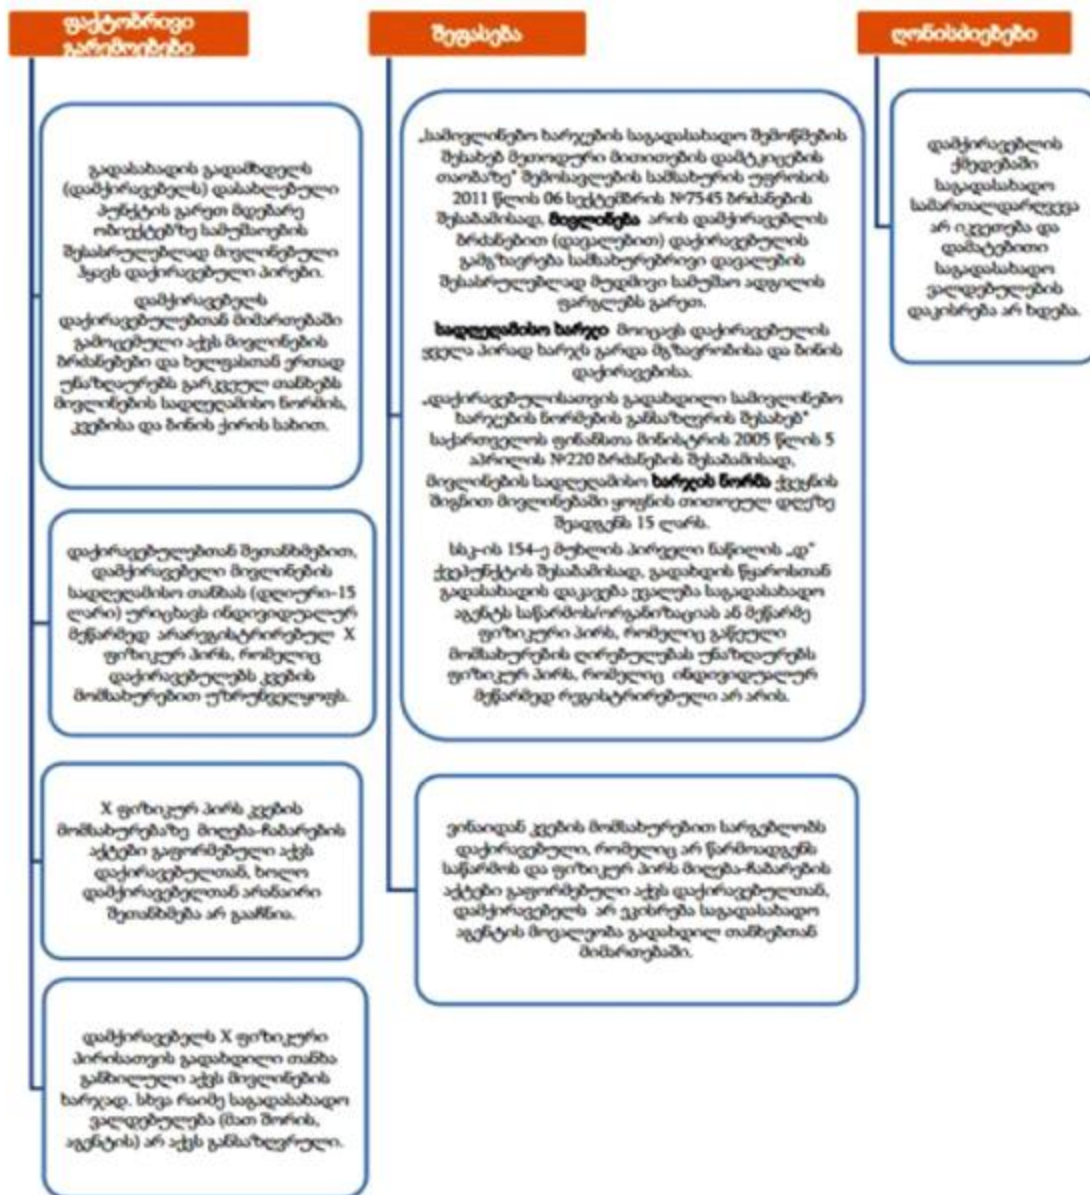 ფაქტობრივი
გარემოებები
გადასახადის გადამხდელს
(დამქირავებელს) დასახლებული
პუნქტის გარეთ მდებარე
ობიექტებზე სამუშაოების
შესასრულებლად მივლინებული
ჰყავს დაქირავებული პირები.
დამქირავებელს
დაქირავებულებთან მიმართებაში
გამოცემული აქვს მივლინების
ბრძანებები და ხელფასთან ერთად
უნაზღაურებს გარკვეულ თანხებს
მივლინების სადღეღამისო ნორმის,
კვებისა და ბინის ქირის სახით.
დაქირავებულებთან შეთანხმებით,
დამქირავებელი მივლინების
სადღეღამისო თანხას (დღიური-15
ლარი) ურიცხავს ინდივიდუალურ
მეწარმედ არარეგისტრირებულ X
ფიზიკურ პირს, რომელიც
დაქირავებულებს კვების
მომსახურებით უზრუნველყოფს.
X ფიზიკურ პირს კვების
მომსახურებაზე მიღება-ჩაბარების
აქტები გაფორმებული აქვს
დაქირავებულთან, ხოლო
დამქირავებელთან არანაირი
შეთანხმება არ გააჩნია.
დამქირავებელს X ფიზიკური
პირისათვის გადახდილი თანხა
განხილული აქვს მივლინების
ხარჯად. სხვა რაიმე საგადასახადო
ვალდებულება (მათ შორის,
აგენტის) არ აქვს განსაზღვრული.
შეფასება
„სამივლინებო ხარჯების საგადასახადო შემოწმების
შესახებ მეთოდური მითითების დამტკიცების
თაობაზე" შემოსავლების სამსახურის უფროსის
2011 წლის 06 სექტემბრის №7545 ბრძანების
შესაბამისად, მივლინება არის დამქირავებლის
ბრძანებით (დავალებით) დაქირავებულის
გამგზავრება სამსახურებრივი დავალების
შესასრულებლად მუდმივი სამუშაო ადგილის
ფარგლებს გარეთ.
სადღეღამისო ხარჯი მოიცავს დაქირავებულის
ყველა პირად ხარჯს გარდა მგზავრობისა და ბინის
დაქირავებისა.
„დაქირავებულისათვის გადახდილი სამივლინებო
ხარჯების ნორმების განსაზღვრის შესახებ"
საქართველოს ფინანსთა მინისტრის 2005 წლის 5
აპრილის №220 ბრძანების შესაბამისად,
მივლინების სადღეღამისო ხარჯის ნორმა ქვეყნის
შიგნით მივლინებაში ყოფნის თითოეულ დღეზე
შეადგენს 15 ლარს.
სსკ-ის 154-ე მუხლის პირველი ნაწილის „დ"
ქვეპუნქტის შესაბამისად, გადახდის წყაროსთან
გადასახადის დაკავება ევალება საგადასახადო
აგენტს საწარმოს/ორგანიზაციას ან მეწარმე
ფიზიკური პირს, რომელიც გაწეული
მომსახურების ღირებულებას უნაზღაურებს
ფიზიკურ პირს, რომელიც ინდივიდუალურ
მეწარმედ რეგისტრირებული არ არის.
ვინაიდან კვების მომსახურებით სარგებლობს
დაქირავებული, რომელიც არ წარმოადგენს
საწარმოს და ფიზიკურ პირს მიღება-ჩაბარების
აქტები გაფორმებული აქვს დაქირავებულთან,
დამქირავებელს არ ეკისრება საგადასახადო
აგენტის მოვალეობა გადახდილ თანხებთან
მიმართებაში.
ღონისძიებები
დამქირავებლის
ქმედებაში
საგადასახადო
სამართალდარღვევა
არ იკვეთება და
დამატებითი
საგადასახადო
ვალდებულების
დაკისრება არ ხდება.